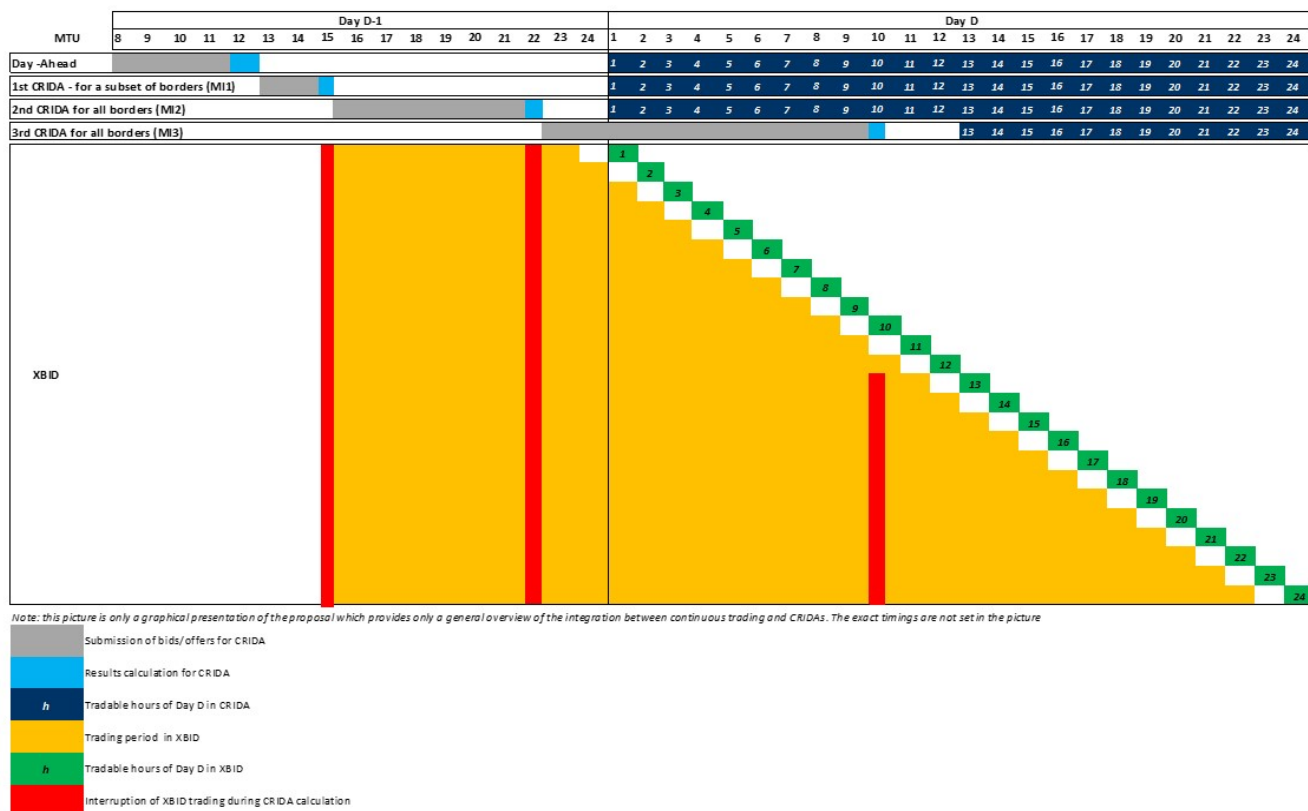 Day D-1 Day D
MTU 8 9 10 11 12 13 14 15 16 17 18 19 20 21 22 23 24 1 2 3 4 5 6 7 8 9 10 11 12 13 14 15 16 17 18 19 20 21 22 23 24
Day -Ahead 1 2 3 4 5 6 7 8 9 10 11 12 13 14 15 16 17 18 19 20 21 22 23 24
1st CRIDA - for a subset of borders (MI1) 1 2 3 4 5 6 7 8 9 10 11 12 13 14 15 16 17 18 19 20 21 22 23 24
2nd CRIDA for all borders (MI2) 1 2 3 4 5 6 7 8 9 10 11 12 13 14 15 16 17 18 19 20 21 22 23 24
3rd CRIDA for all borders (MI3) 13 14 15 16 17 18 19 20 21 22 23 24
1
2
3
4
5
6
7
8
9
10
11
12
XBID
13
14
15
16
17
18
19
20
21
22
23
24
Note: this picture is only a graphical presentation of the proposal which provides only a general overview of the integration between continuous trading and CRIDAs. The exact timings are not set in the picture
Submission of bids/offers for CRIDA
Results calculation for CRIDA
h Tradable hours of Day D in CRIDA
Trading period in XBID
h Tradable hours of Day D in XBID
Interruption of XBID trading during CRIDA calculation